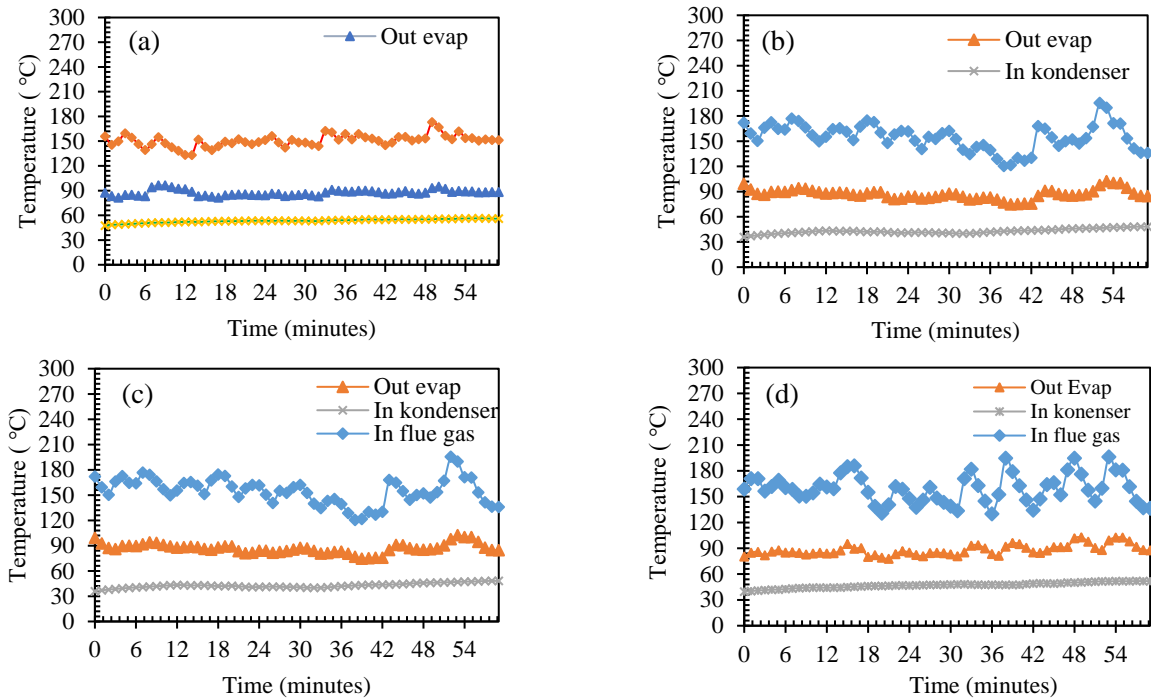 (a)
Out evap
Temperature ( °C)
300
270
240
210
180
150
120
90
60
30
0
0 6 12 18 24 30 36 42 48 54
Time (minutes)
(b)
Out evap
In kondenser
Temperature ( °C)
300
270
240
210
180
150
120
90
60
30
0
0 6 12 18 24 30 36 42 48 54
Time (minutes)
(c)
Out evap
In kondenser
In flue gas
Temperature ( °C)
300
270
240
210
180
150
120
90
60
30
0
0 6 12 18 24 30 36 42 48 54
Time (minutes)
(d)
Out Evap
In konenser
In flue gas
Temperature ( °C)
300
270
240
210
180
150
120
90
60
30
0
0 6 12 18 24 30 36 42 48 54
Time (minutes)